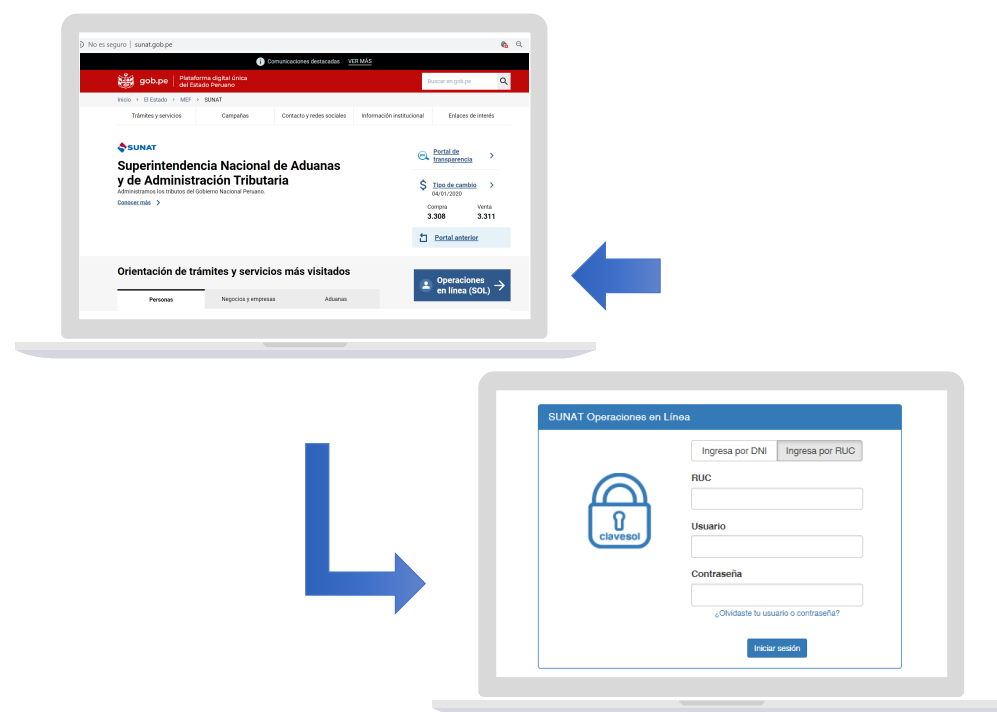 No es seguro | sunat.gob.pe
Comunicaciones destacadas VER MÁS
gob.pe | Plataforma digital única
del Estado Peruano
Buscar en gob.pe
Inicio > El Estado > MEF > SUNAT
Trámites y servicios Campañas Contacto y redes sociales Información institucional Enlaces de interés
SUNAT
Superintendencia Nacional de Aduanas
y de Administración Tributaria
Administramos los tributos del Gobierno Nacional Peruano.
Conocer más >
Portal de
transparencia >
Tipo de cambio >
04/01/2020
Compra Venta
3.308 3.311
Portal anterior
Orientación de trámites y servicios más visitados
Operaciones
en línea (SOL)
Personas Negocios y empresas Aduanas
SUNAT Operaciones en Línea
Ingresa por DNI Ingresa por RUC
clavesol
RUC
Usuario
Contraseña
¿Olvidaste tu usuario o contraseña?
Iniciar sesión